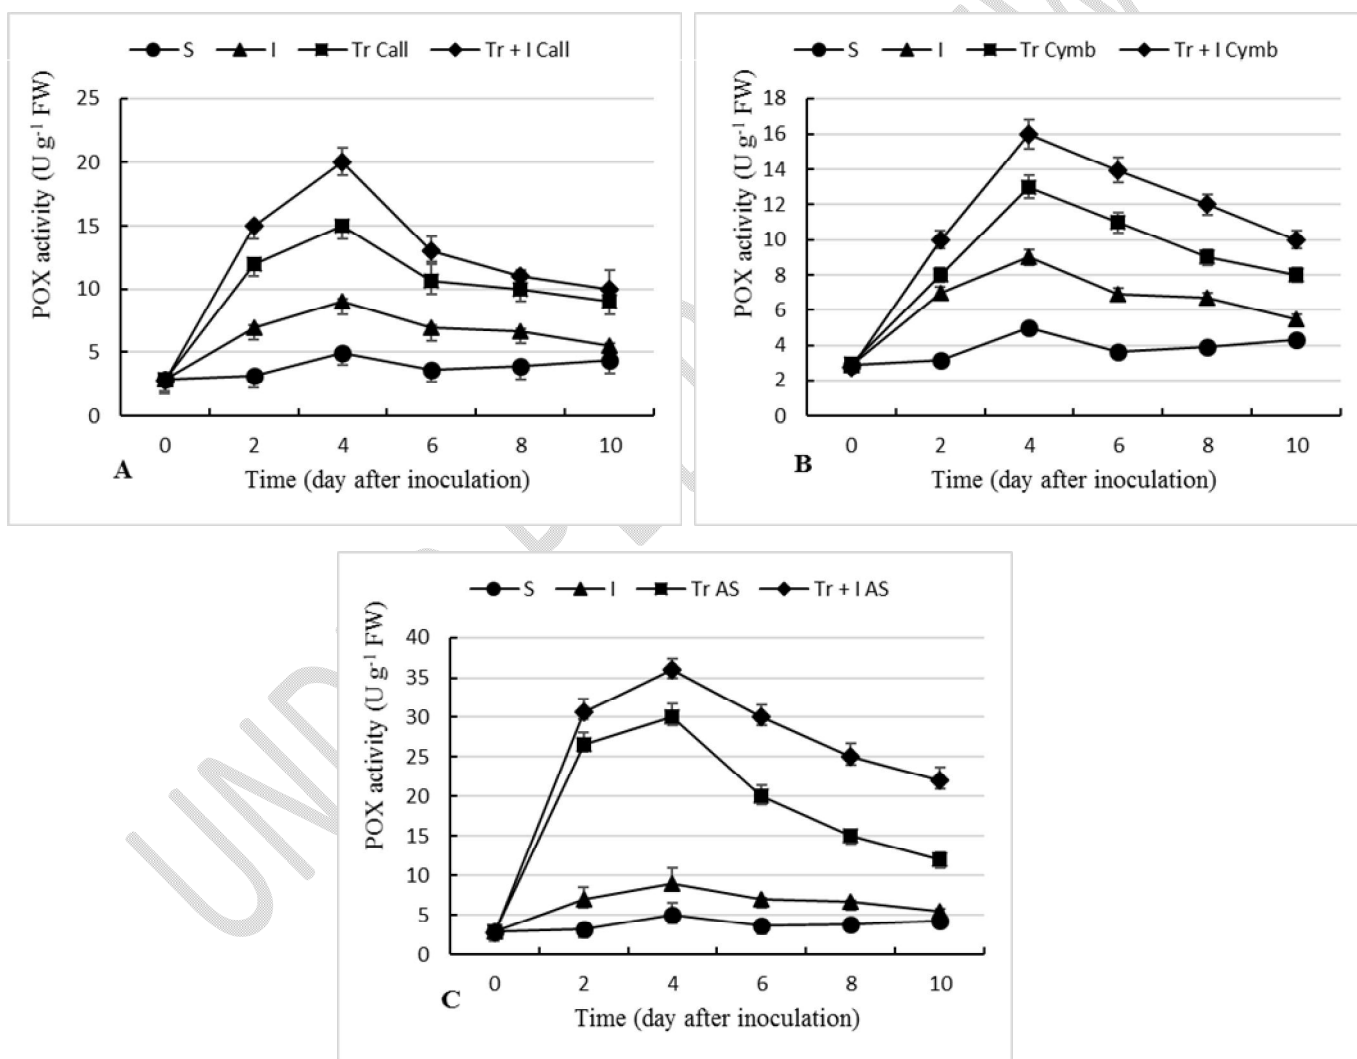 S I Tr Call Tr + I Call
25
20
15
10
5
0
POX activity (U g-1 FW)
0 2 4 6 8 10
A
Time (day after inoculation)
S I Tr Cymb Tr + I Cymb
18
16
14
12
10
8
6
4
2
0
POX activity (U g-1 FW)
0 2 4 6 8 10
B
Time (day after inoculation)
S I Tr AS Tr + I AS
40
35
30
25
20
15
10
5
0
POX activity (U g-1 FW)
0 2 4 6 8 10
C
Time (day after inoculation)